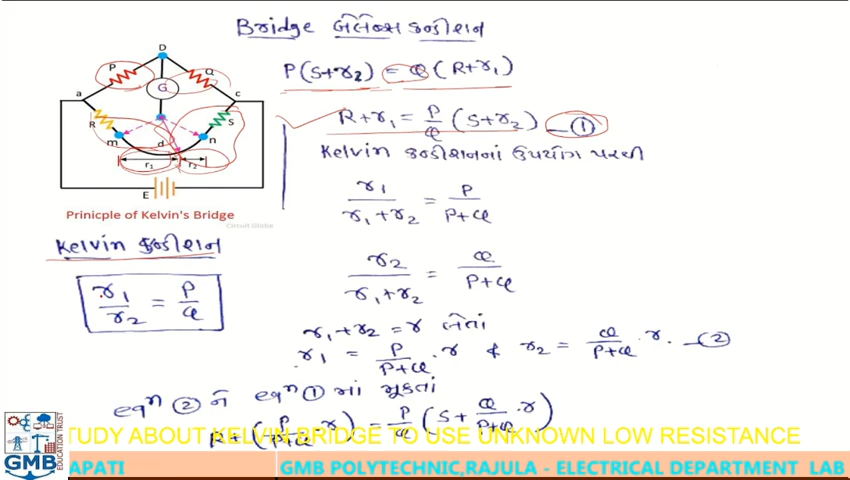 Bridge બેલેન્સ કન્ડીશન
P(S+r2) = Q(R+r1)
R+r1 = P/Q (S+r2) —①
Kelvin કન્ડીશનનાં ઉપયોગ પરથી
r1/(r1+r2) = P/(P+Q)
r2/(r1+r2) = Q/(P+Q)
r1+r2 = r લેતાં
r1 = P/(P+Q) .r & r2 = Q/(P+Q) .r. —②
eqn ② ને eqn ① માં મૂકતાં
R+(P/(P+Q) .r) = P/Q (S+ Q/(P+Q) .r)
D
P
Q
G
a
c
R
S
m
d
n
r1
r2
E
Prinicple of Kelvin's Bridge
Circuit Globe
Kelvin કન્ડીશન
r1/r2 = P/Q
TUDY ABOUT KELVIN BRIDGE TO USE UNKNOWN LOW RESISTANCE
GMB
EDUCATION TRUST
APATI
GMB POLYTECHNIC,RAJULA - ELECTRICAL DEPARTMENT LAB